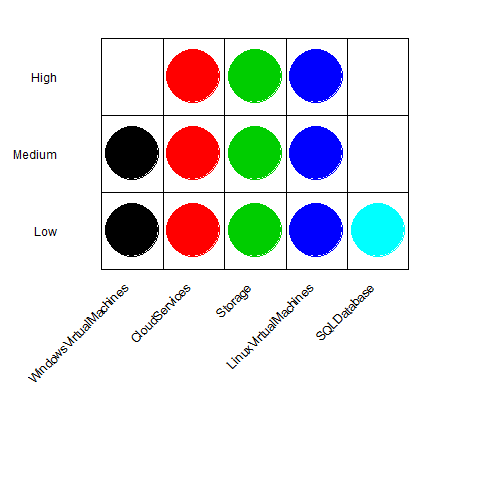 High
Medium
Low
WindowsVirtualMachines
CloudServices
Storage
LinuxVirtualMachines
SQLDatabase